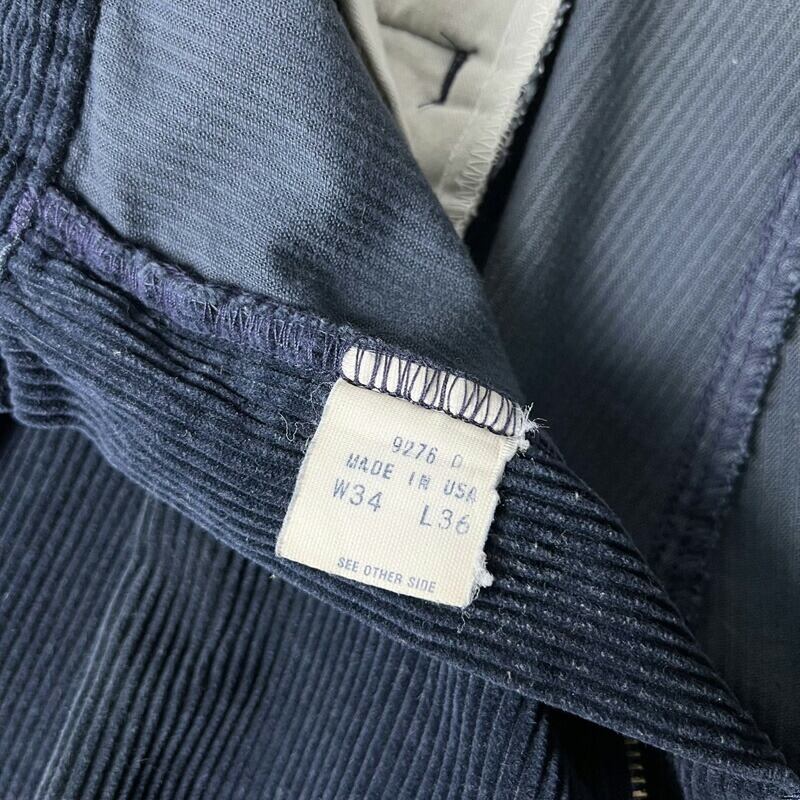 9276 D
MADE IN USA
W34 L36
SEE OTHER SIDE